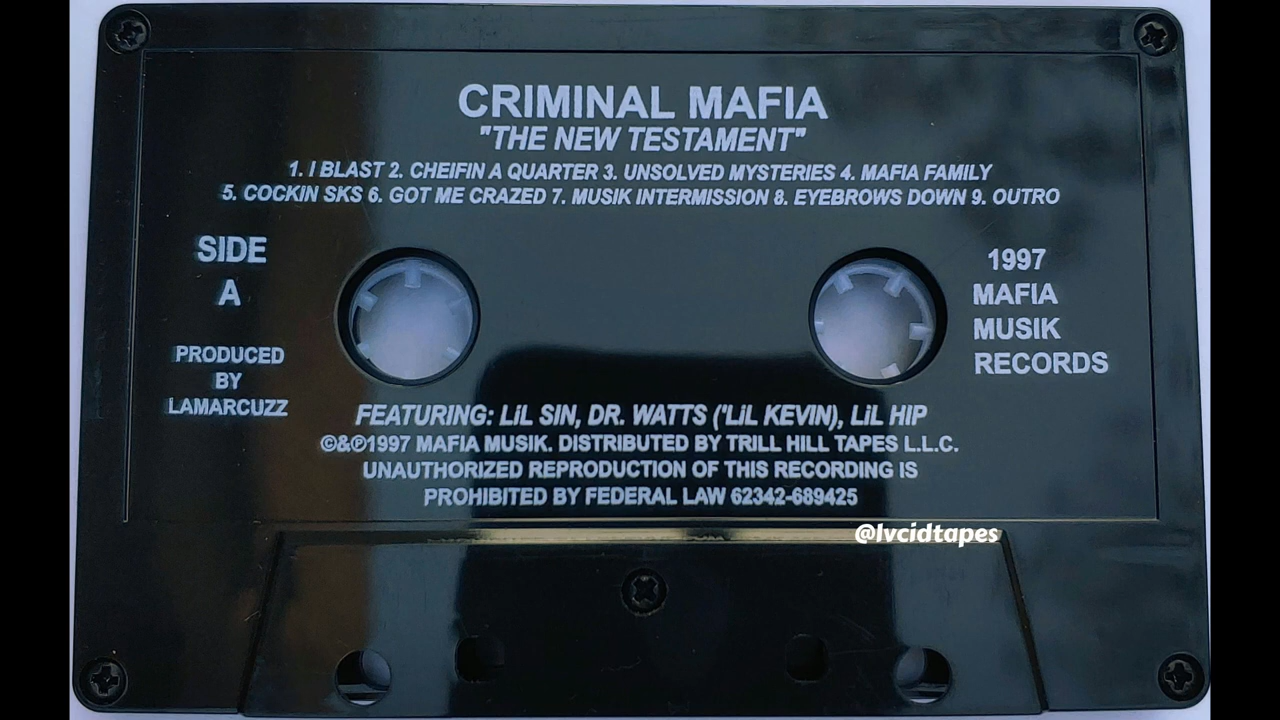 CRIMINAL MAFIA
"THE NEW TESTAMENT"
1. I BLAST 2. CHEIFIN A QUARTER 3. UNSOLVED MYSTERIES 4. MAFIA FAMILY
5. COCKIN SKS 6. GOT ME CRAZED 7. MUSIK INTERMISSION 8. EYEBROWS DOWN 9. OUTRO
SIDE
A
PRODUCED
BY
LAMARCUZZ
1997
MAFIA
MUSIK
RECORDS
FEATURING: LiL SIN, DR. WATTS ('LiL KEVIN), LiL HIP
©&℗1997 MAFIA MUSIK. DISTRIBUTED BY TRILL HILL TAPES L.L.C.
UNAUTHORIZED REPRODUCTION OF THIS RECORDING IS
PROHIBITED BY FEDERAL LAW 62342-689425
@lvcidtapes